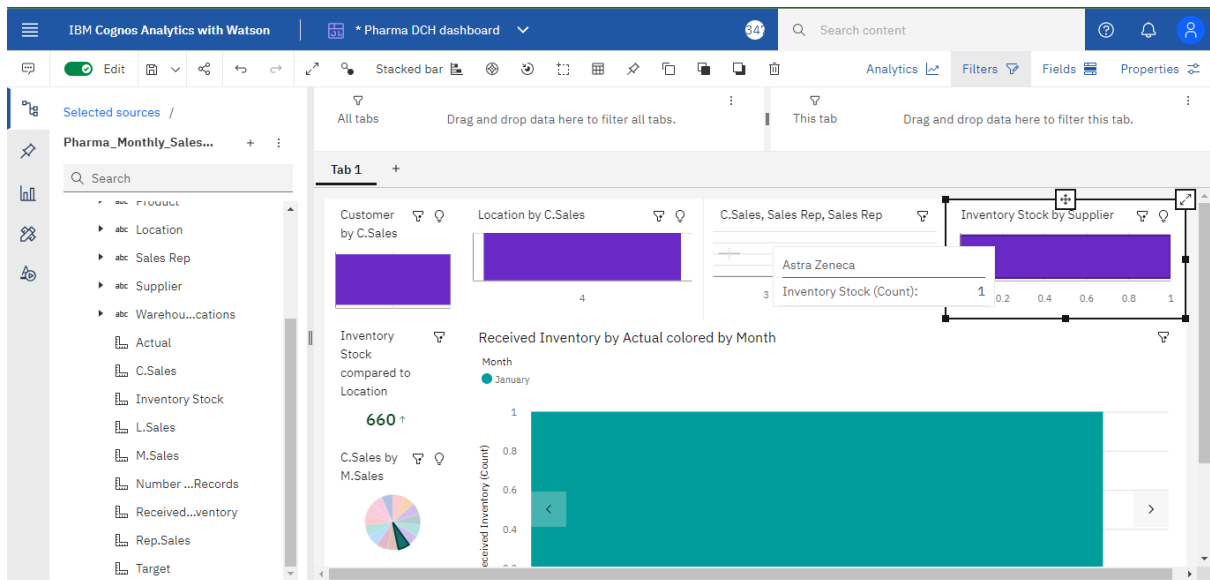 IBM Cognos Analytics with Watson
* Pharma DCH dashboard
Search content
Edit
Stacked bar
Analytics
Filters
Fields
Properties
Selected sources /
Pharma_Monthly_Sales...
Search
Product
abc Location
abc Sales Rep
abc Supplier
abc Warehou...cations
Actual
C.Sales
Inventory Stock
L.Sales
M.Sales
Number ...Records
Received...ventory
Rep.Sales
Target
All tabs
Drag and drop data here to filter all tabs.
This tab
Drag and drop data here to filter this tab.
Tab 1
+
Customer
by C.Sales
Location by C.Sales
4
C.Sales, Sales Rep, Sales Rep
3
Inventory Stock by Supplier
0.2 0.4 0.6 0.8 1
Astra Zeneca
Inventory Stock (Count): 1
Inventory
Stock
compared to
Location
660↑
C.Sales by
M.Sales
Received Inventory by Actual colored by Month
Month
January
1
0.8
0.6
0.4
eceived Inventory (Count)